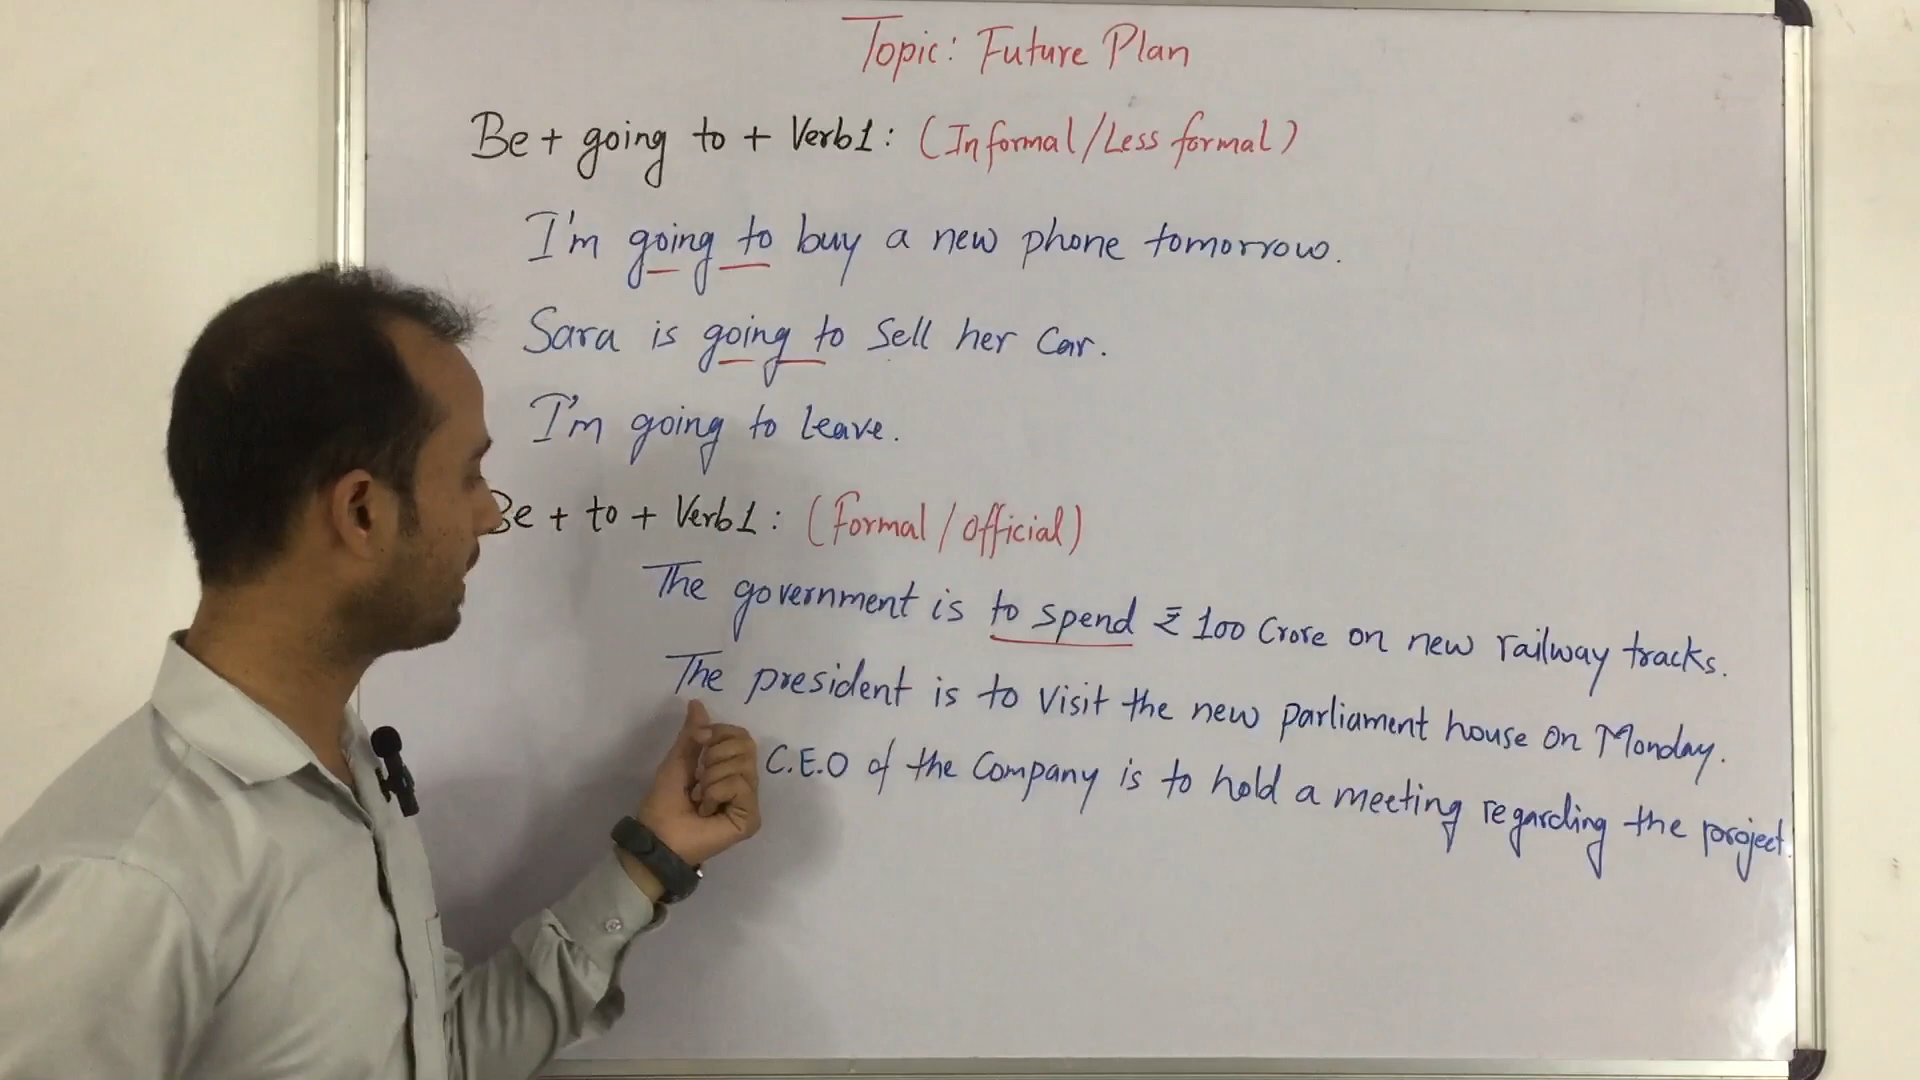 Topic: Future Plan
Be + going to + Verb1: (Informal/Less formal)
I'm going to buy a new phone tomorrow.
Sara is going to sell her car.
I'm going to leave.
Be + to + Verb1: (Formal/Official)
The government is to spend ₹ 100 Crore on new railway tracks.
The president is to visit the new parliament house on Monday.
C.E.O of the Company is to hold a meeting regarding the project.